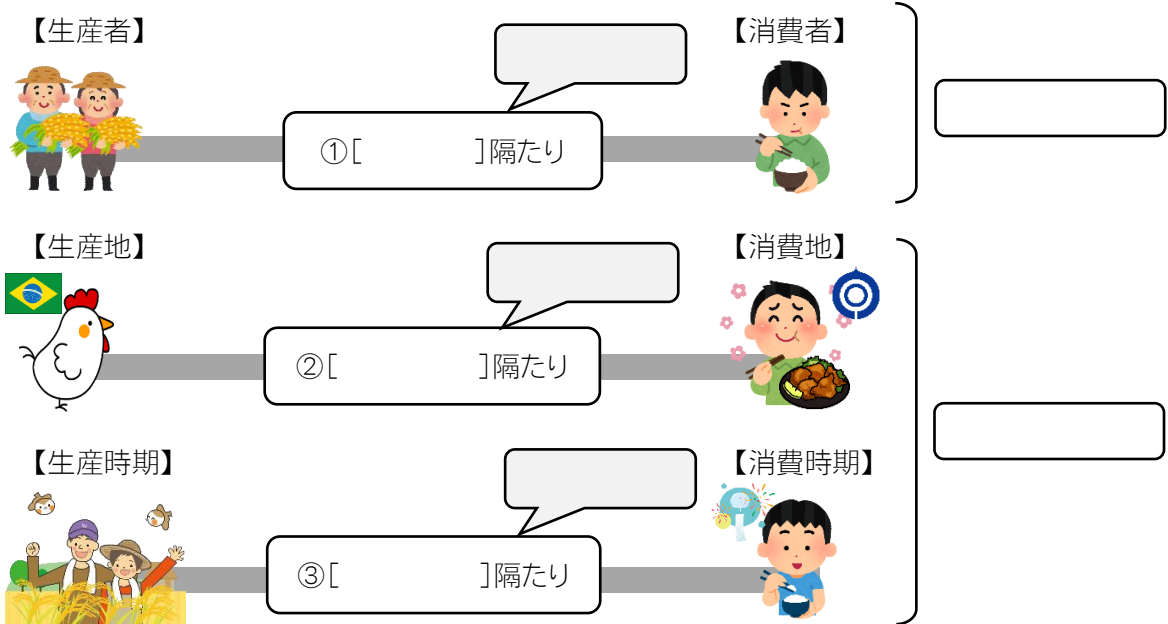 【生産者】
【消費者】
①[ ]隔たり
【生産地】
【消費地】
②[ ]隔たり
【生産時期】
【消費時期】
③[ ]隔たり